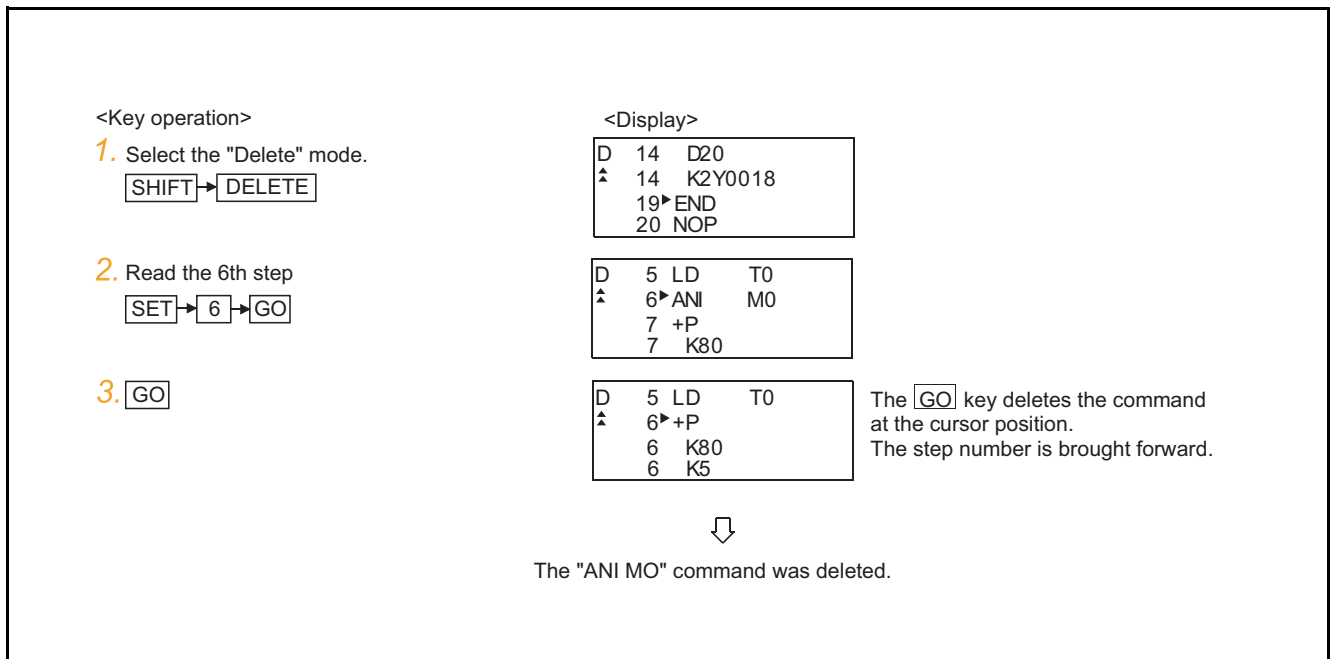 <Key operation>
<Display>
1. Select the "Delete" mode.
SHIFT DELETE
D 14 D20
14 K2Y0018
19 END
20 NOP
2. Read the 6th step
SET 6 GO
D 5 LD T0
6 ANI M0
7 +P
7 K80
3. GO
D 5 LD T0
6 +P
6 K80
6 K5
The GO key deletes the command
at the cursor position.
The step number is brought forward.
The "ANI MO" command was deleted.